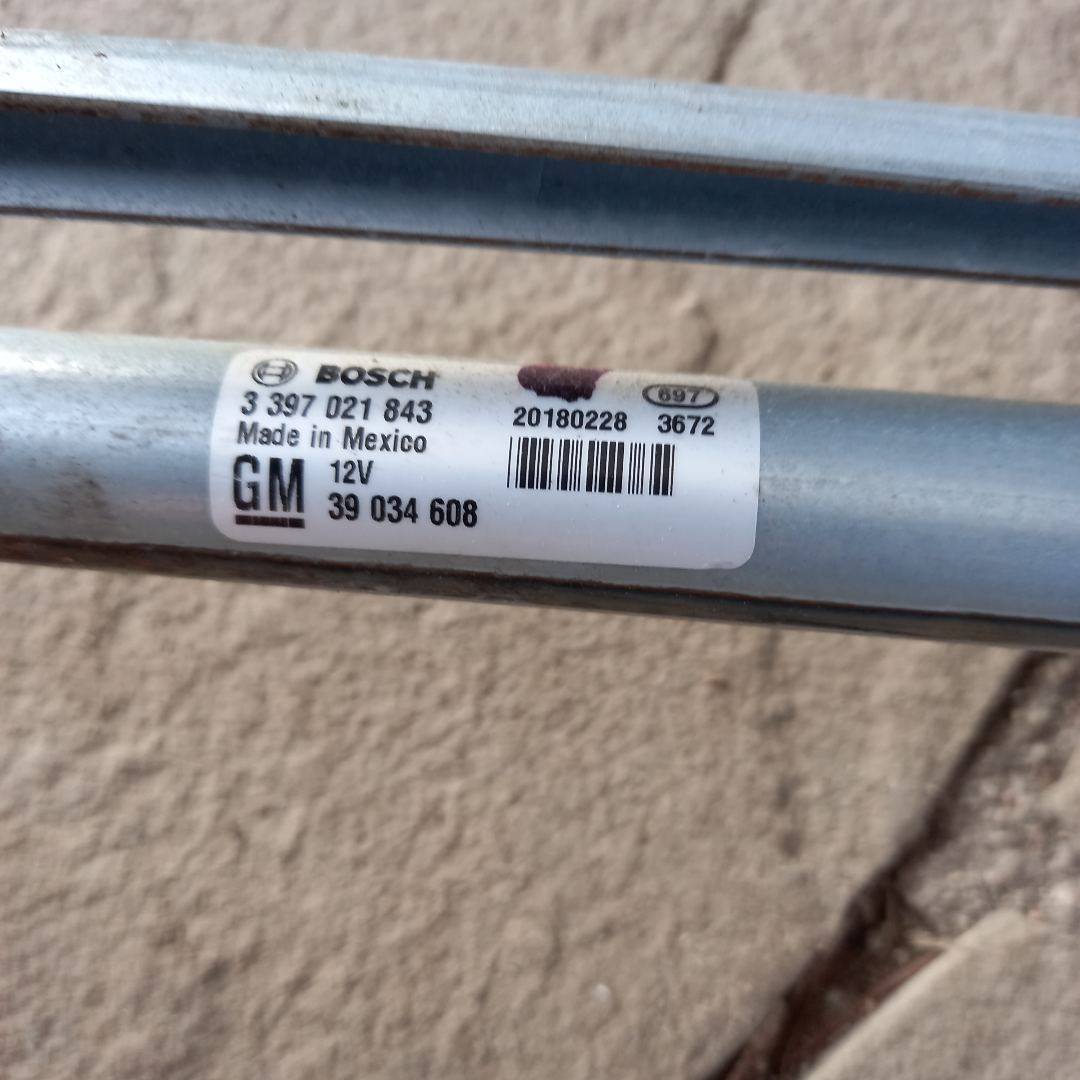 BOSCH
3 397 021 843
Made in Mexico
GM 12V
39 034 608
697
20180228 3672